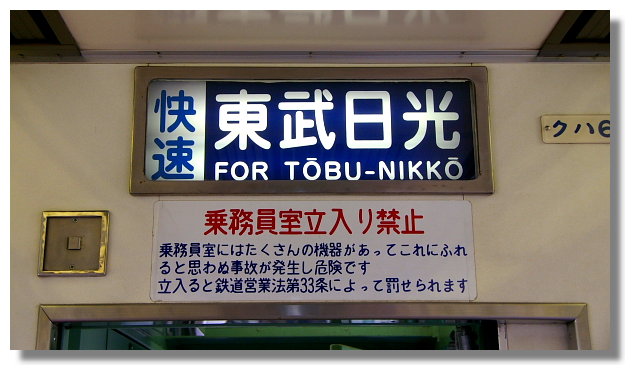 快速
東武日光
FOR TŌBU-NIKKŌ
クハ6
乗務員室立入り禁止
乗務員室にはたくさんの機器があってこれにふれ
ると思わぬ事故が発生し危険です
立入ると鉄道営業法第33条によって罰せられます